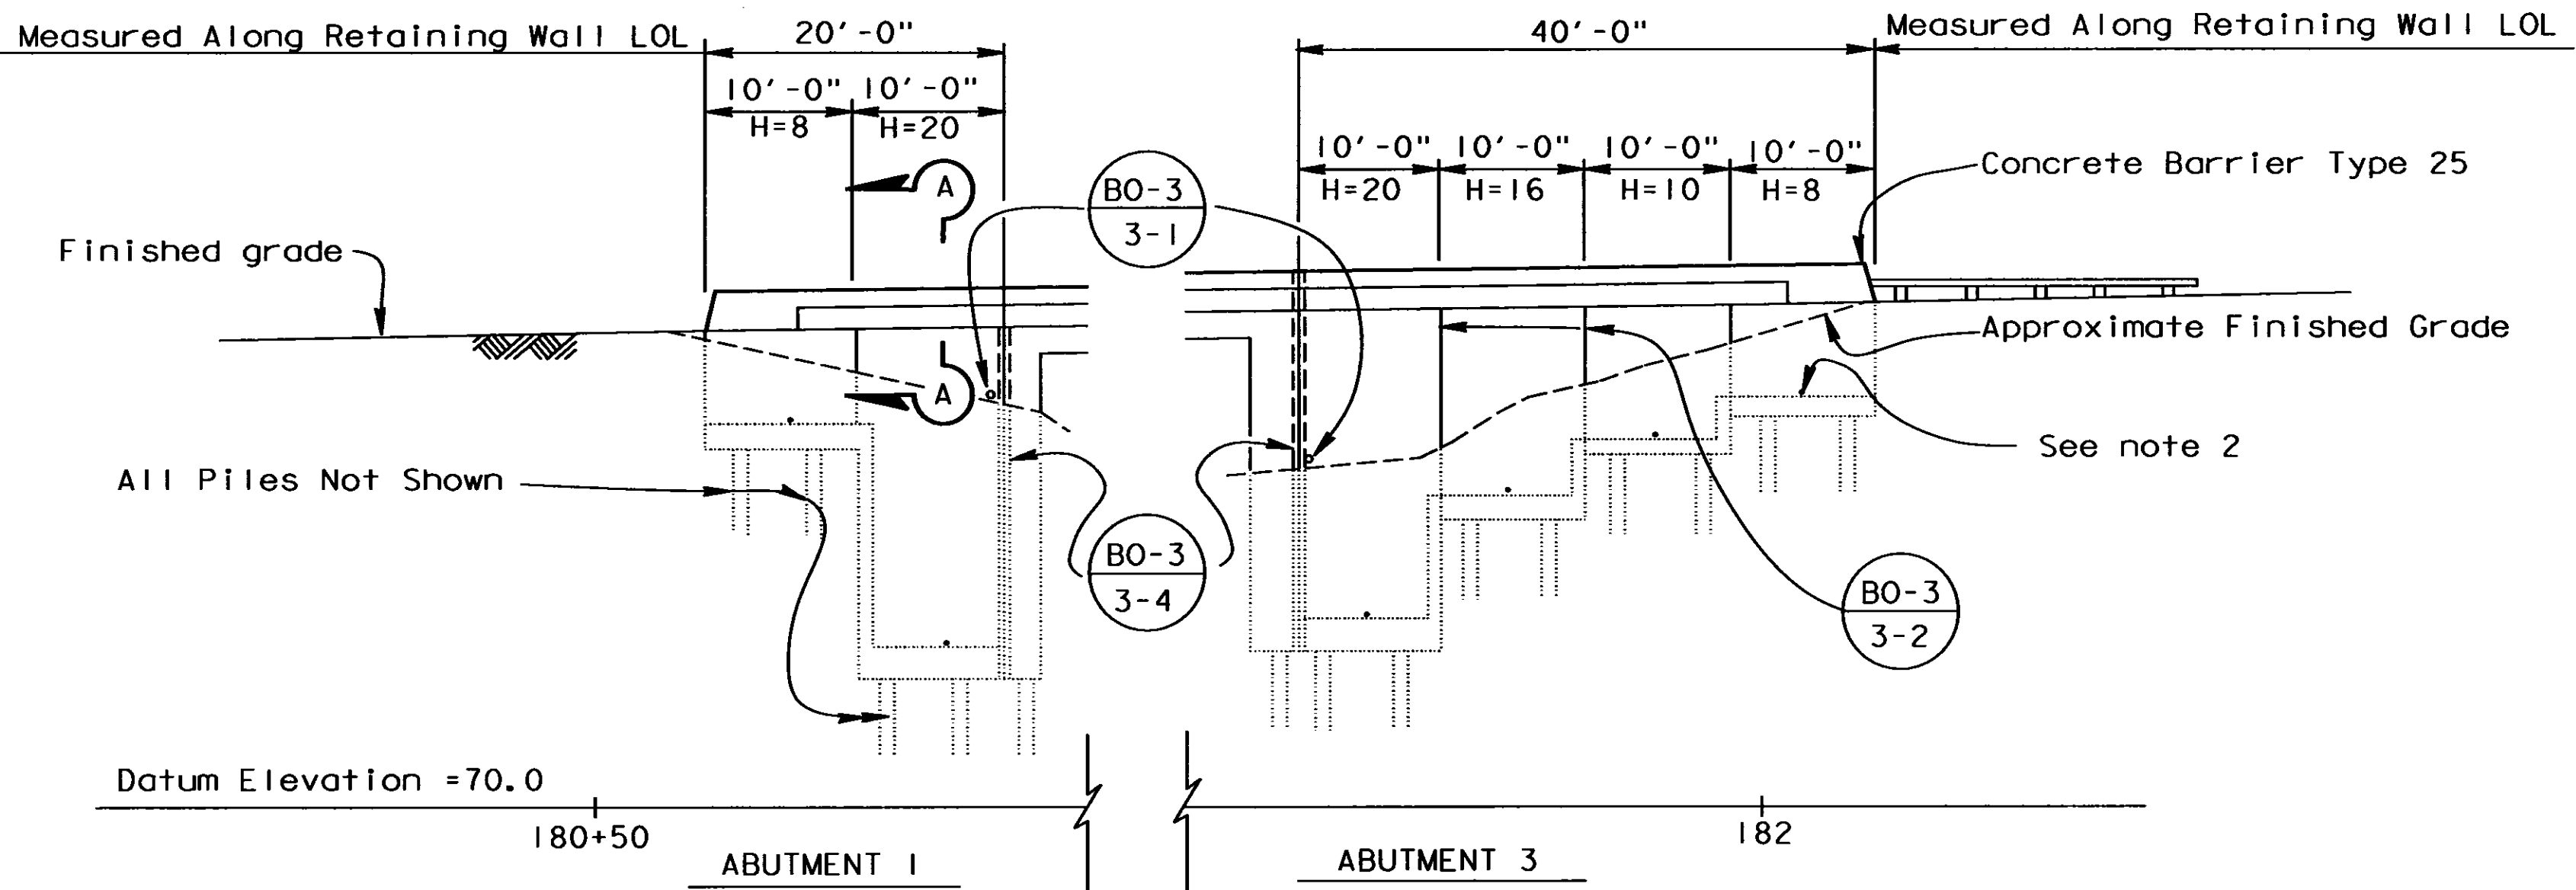 Measured Along Retaining Wall LOL
20'-0"
40'-0"
Measured Along Retaining Wall LOL
10'-0"
10'-0"
H=8
H=20
10'-0"
10'-0"
10'-0"
10'-0"
H=20
H=16
H=10
H=8
Concrete Barrier Type 25
A
BO-3
3-1
Finished grade
Approximate Finished Grade
A
See note 2
All Piles Not Shown
BO-3
3-4
BO-3
3-2
Datum Elevation =70.0
180+50
182
ABUTMENT 1
ABUTMENT 3